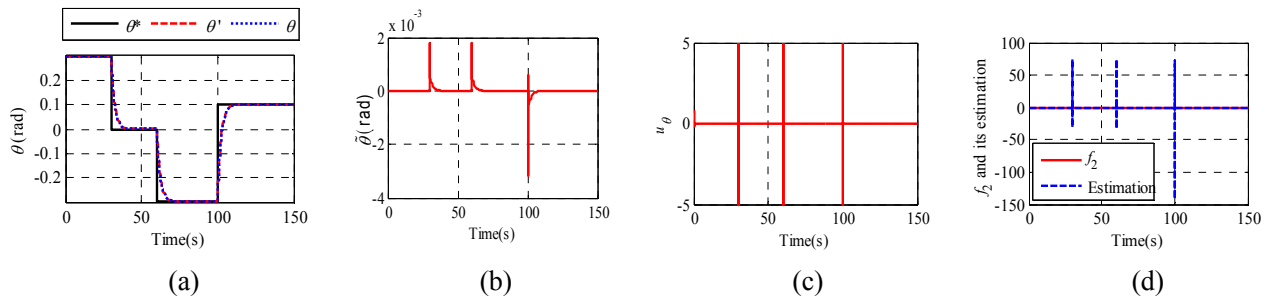 θ* θ' θ
0.2
0.1
0
-0.1
-0.2
θ (rad)
0 50 100 150
Time(s)
(a)
x 10⁻³
2
0
-2
-4
θ̃ (rad)
0 50 100 150
Time(s)
(b)
5
0
-5
u_θ
0 50 100 150
Time(s)
(c)
100
50
0
-50
-100
-150
f₂ and its estimation
f₂
Estimation
0 50 100 150
Time(s)
(d)